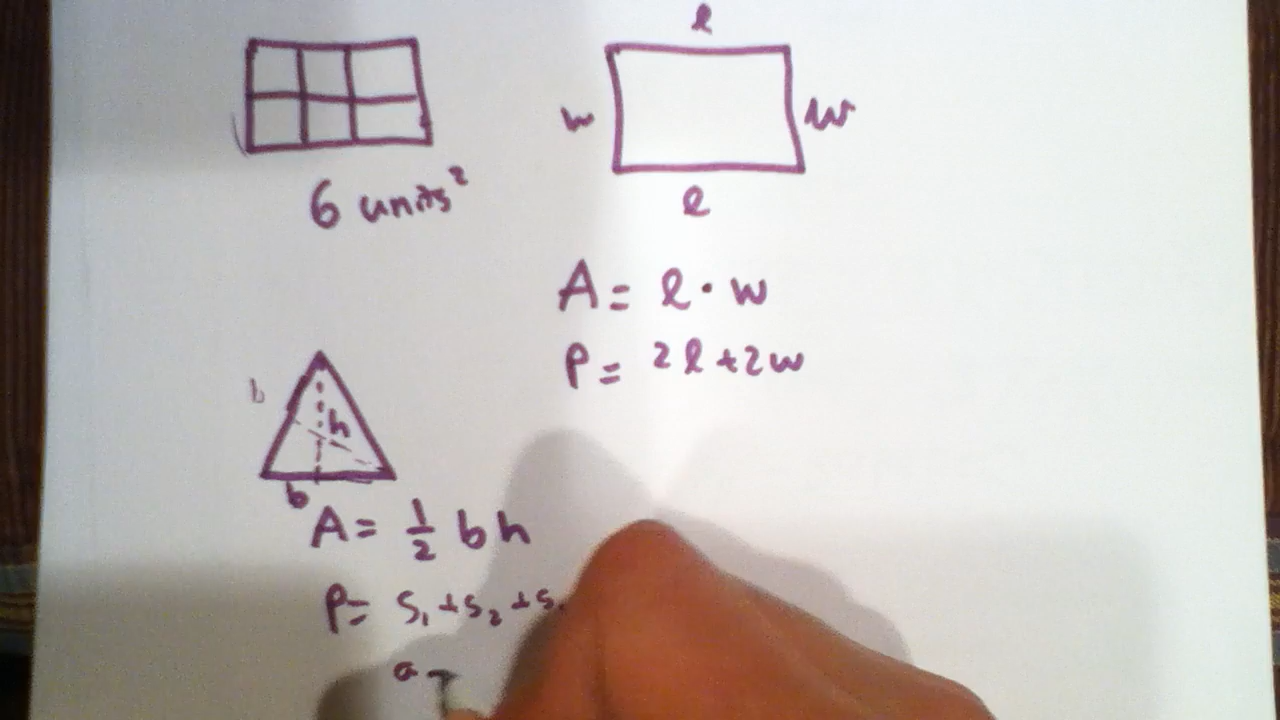 l
w w
l
6 units²
A = l · w
P = 2l + 2w
b
h
b
A = ½ b h
P = S₁ + S₂ + S
a